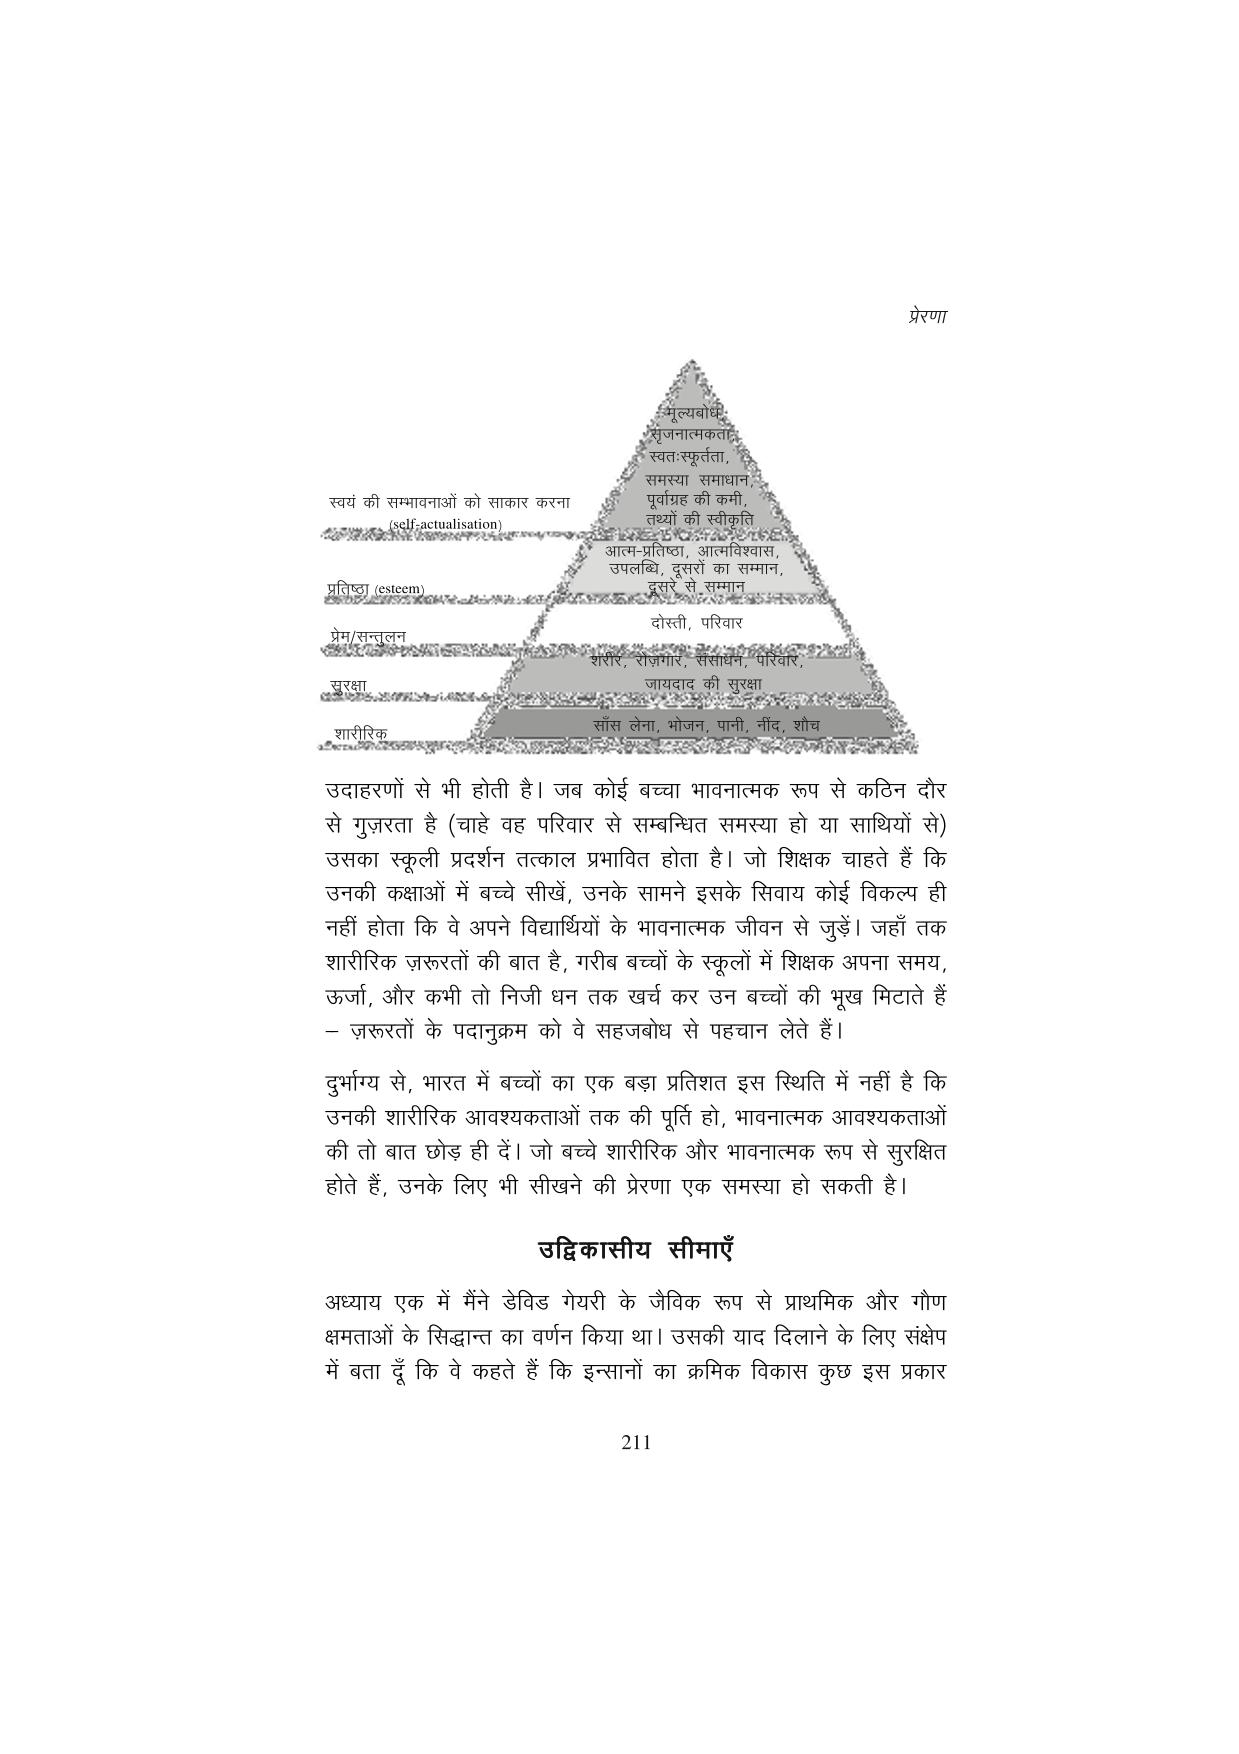 प्रेरणा
मूल्यबोध,
सृजनात्मकता,
स्वतःस्फूर्तता,
समस्या समाधान,
पूर्वाग्रह की कमी,
तथ्यों की स्वीकृति
स्वयं की सम्भावनाओं को साकार करना
(self-actualisation)
आत्म-प्रतिष्ठा, आत्मविश्वास,
उपलब्धि, दूसरों का सम्मान,
दूसरे से सम्मान
प्रतिष्ठा (esteem)
दोस्ती, परिवार
प्रेम/सन्तुलन
शरीर, रोज़गार, संसाधन, परिवार,
जायदाद की सुरक्षा
सुरक्षा
साँस लेना, भोजन, पानी, नींद, शौच
शारीरिक
उदाहरणों से भी होती है। जब कोई बच्चा भावनात्मक रूप से कठिन दौर
से गुज़रता है (चाहे वह परिवार से सम्बन्धित समस्या हो या साथियों से)
उसका स्कूली प्रदर्शन तत्काल प्रभावित होता है। जो शिक्षक चाहते हैं कि
उनकी कक्षाओं में बच्चे सीखें, उनके सामने इसके सिवाय कोई विकल्प ही
नहीं होता कि वे अपने विद्यार्थियों के भावनात्मक जीवन से जुड़ें। जहाँ तक
शारीरिक ज़रूरतों की बात है, गरीब बच्चों के स्कूलों में शिक्षक अपना समय,
ऊर्जा, और कभी तो निजी धन तक खर्च कर उन बच्चों की भूख मिटाते हैं
– ज़रूरतों के पदानुक्रम को वे सहजबोध से पहचान लेते हैं।
दुर्भाग्य से, भारत में बच्चों का एक बड़ा प्रतिशत इस स्थिति में नहीं है कि
उनकी शारीरिक आवश्यकताओं तक की पूर्ति हो, भावनात्मक आवश्यकताओं
की तो बात छोड़ ही दें। जो बच्चे शारीरिक और भावनात्मक रूप से सुरक्षित
होते हैं, उनके लिए भी सीखने की प्रेरणा एक समस्या हो सकती है।
उद्विकासीय सीमाएँ
अध्याय एक में मैंने डेविड गेयरी के जैविक रूप से प्राथमिक और गौण
क्षमताओं के सिद्धान्त का वर्णन किया था। उसकी याद दिलाने के लिए संक्षेप
में बता दूँ कि वे कहते हैं कि इन्सानों का क्रमिक विकास कुछ इस प्रकार
211